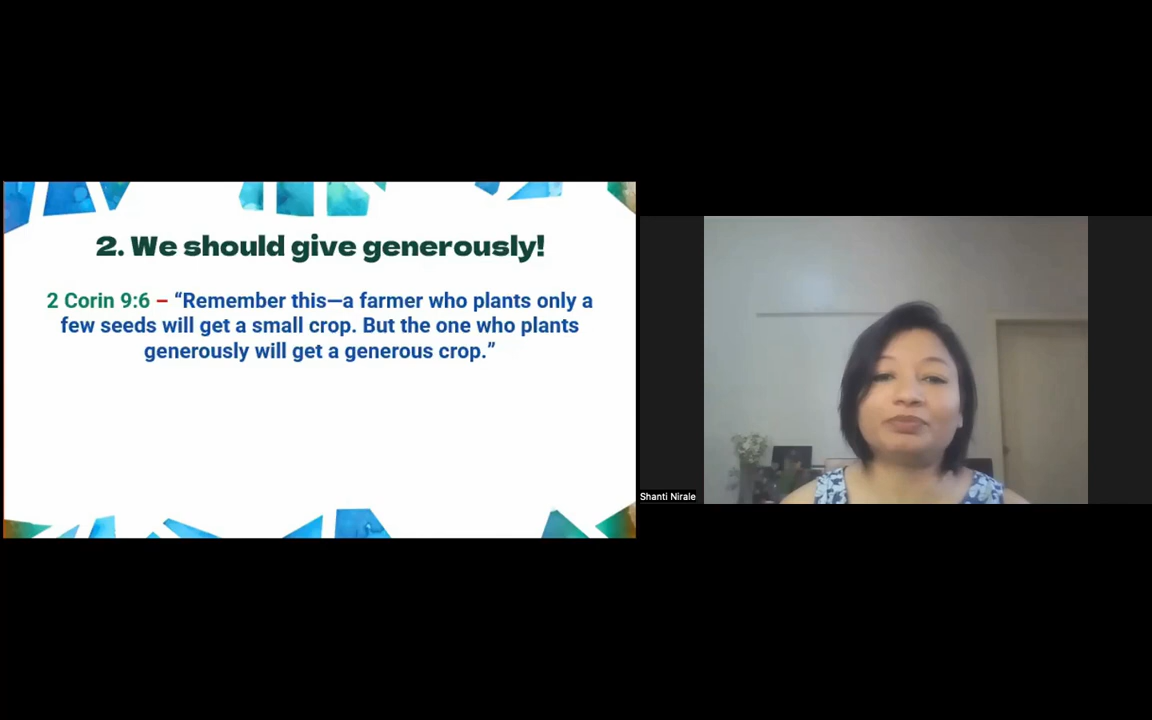 2. We should give generously!
2 Corin 9:6 – “Remember this—a farmer who plants only a
few seeds will get a small crop. But the one who plants
generously will get a generous crop.”
Shanti Nirale